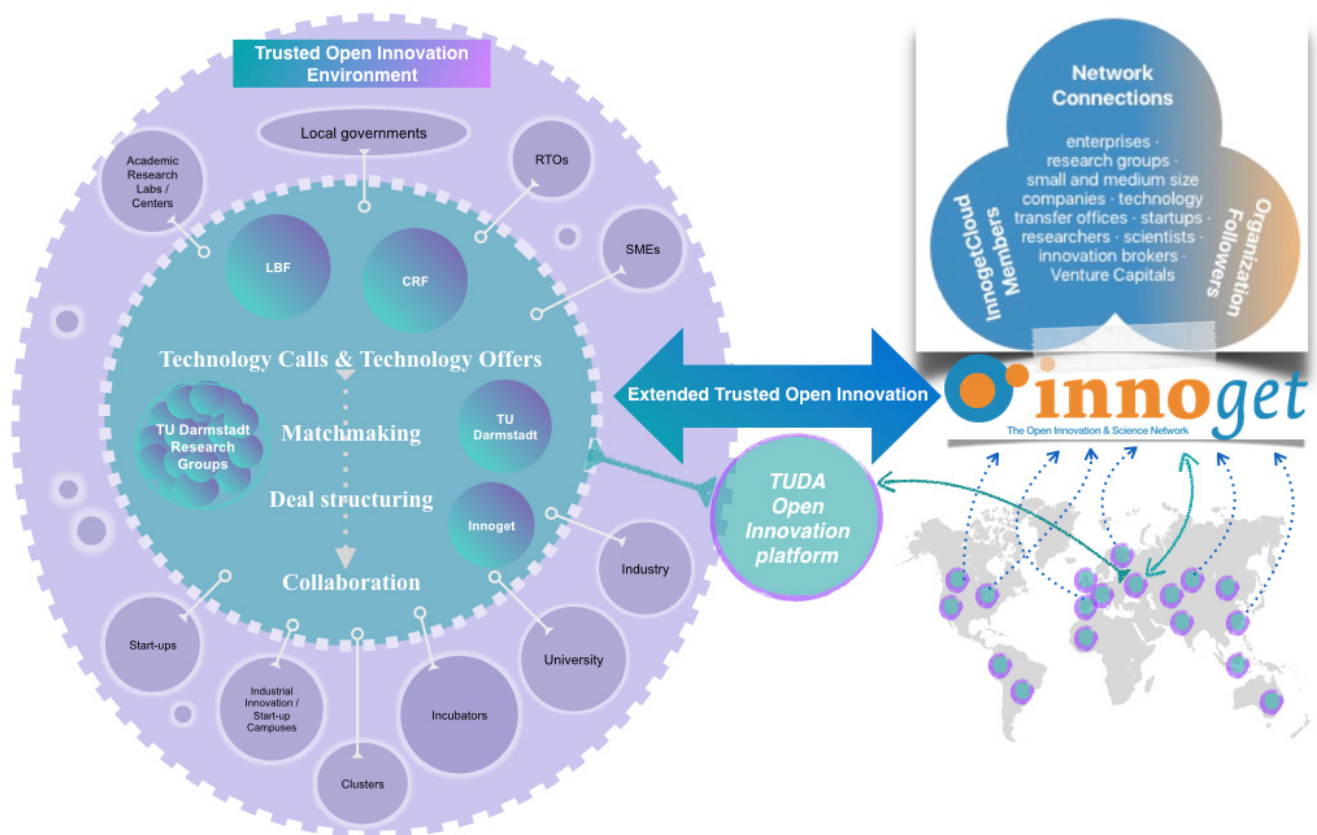 Trusted Open Innovation
Environment
Local governments
Academic
Research
Labs /
Centers
RTOs
SMEs
LBF
CRF
Technology Calls & Technology Offers
TU Darmstadt
Research
Groups
Matchmaking
TU
Darmstadt
Deal structuring
Innoget
Collaboration
Industry
University
Incubators
Clusters
Industrial
Innovation /
Start-up
Campuses
Start-ups
Extended Trusted Open Innovation
TUDA
Open
Innovation
platform
Network
Connections
enterprises ·
research groups ·
small and medium size
companies · technology
transfer offices · startups ·
researchers · scientists ·
innovation brokers ·
Venture Capitals
InnogetCloud
Members
Organization
Followers
innoget
The Open Innovation & Science Network